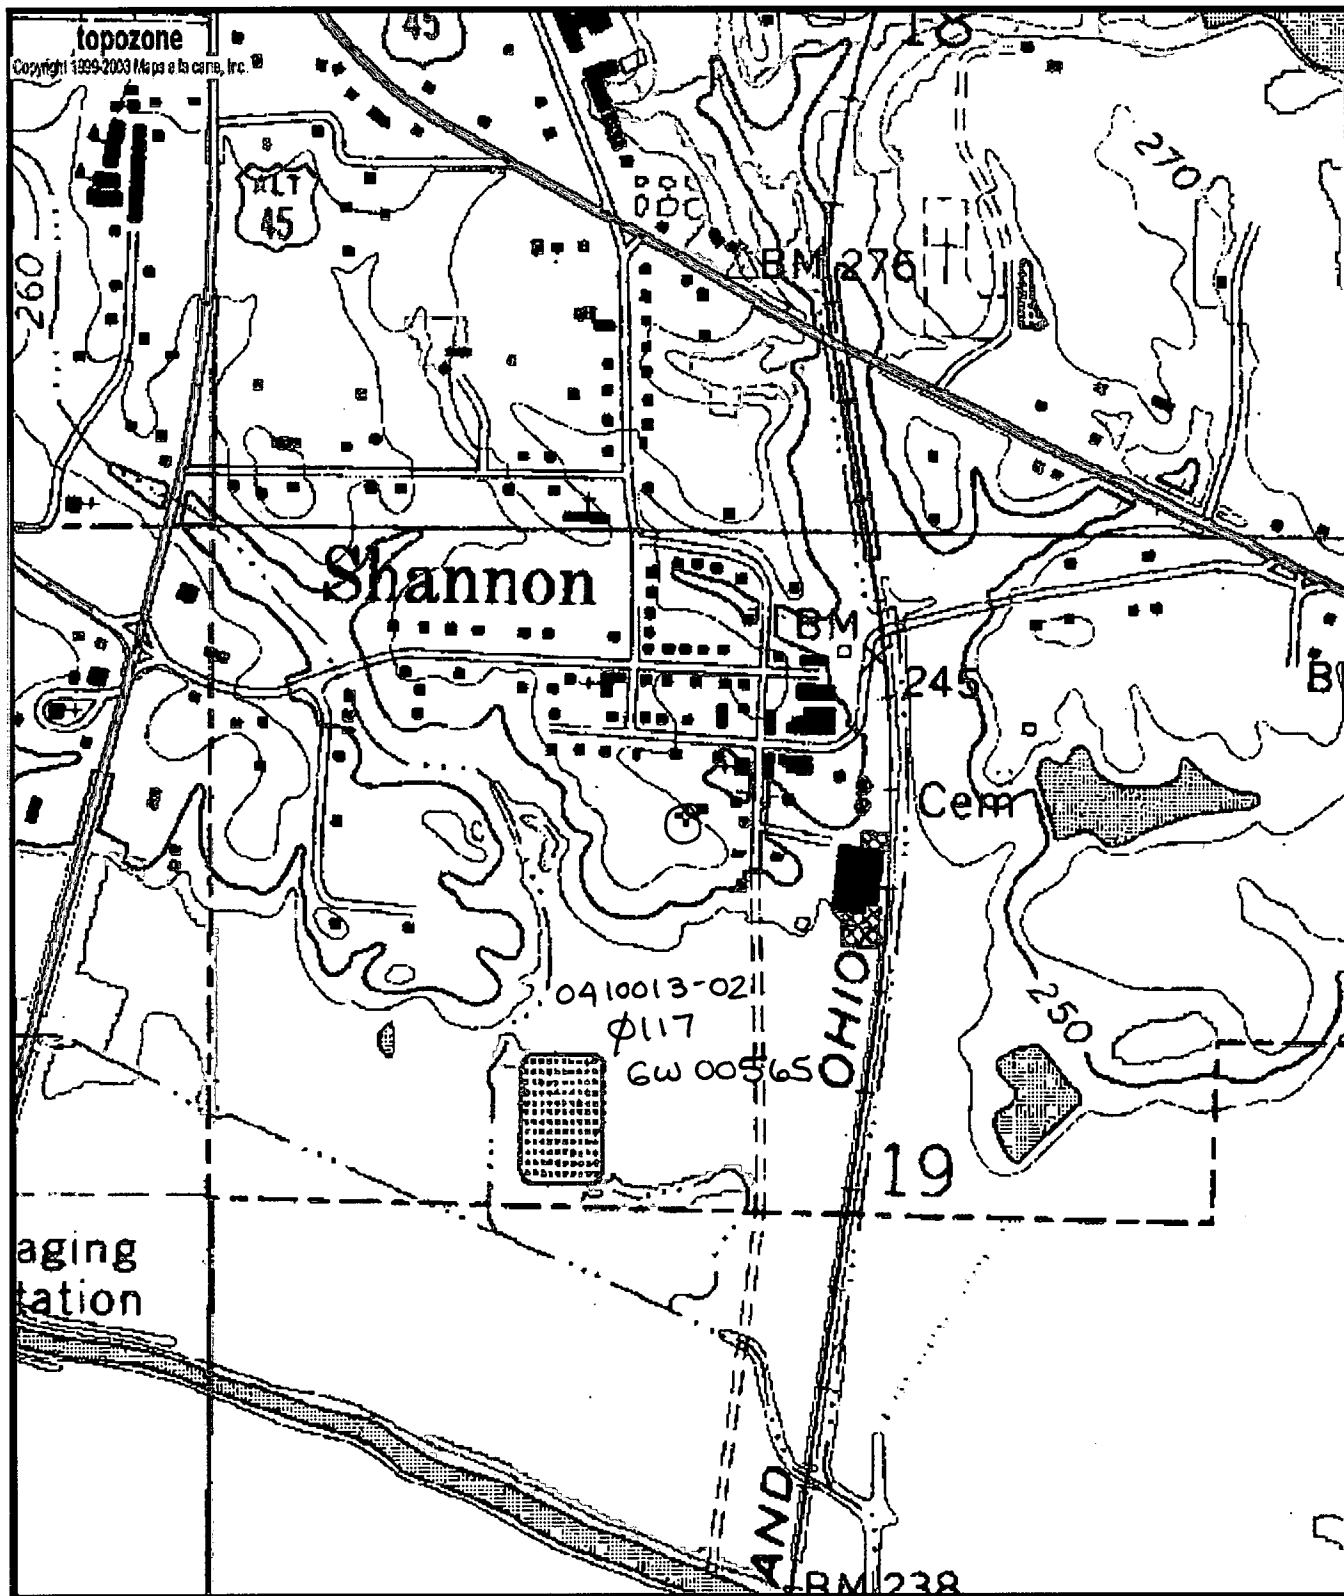 topozone
Copyright 1999-2003 Maps a la carte, Inc.
45
18
ALT
45
270
260
BM 276
Shannon
BM
245
Cem
0410013-02
Ø117
GW 00565
OHIO
250
19
aging
tation
AND
BM 238